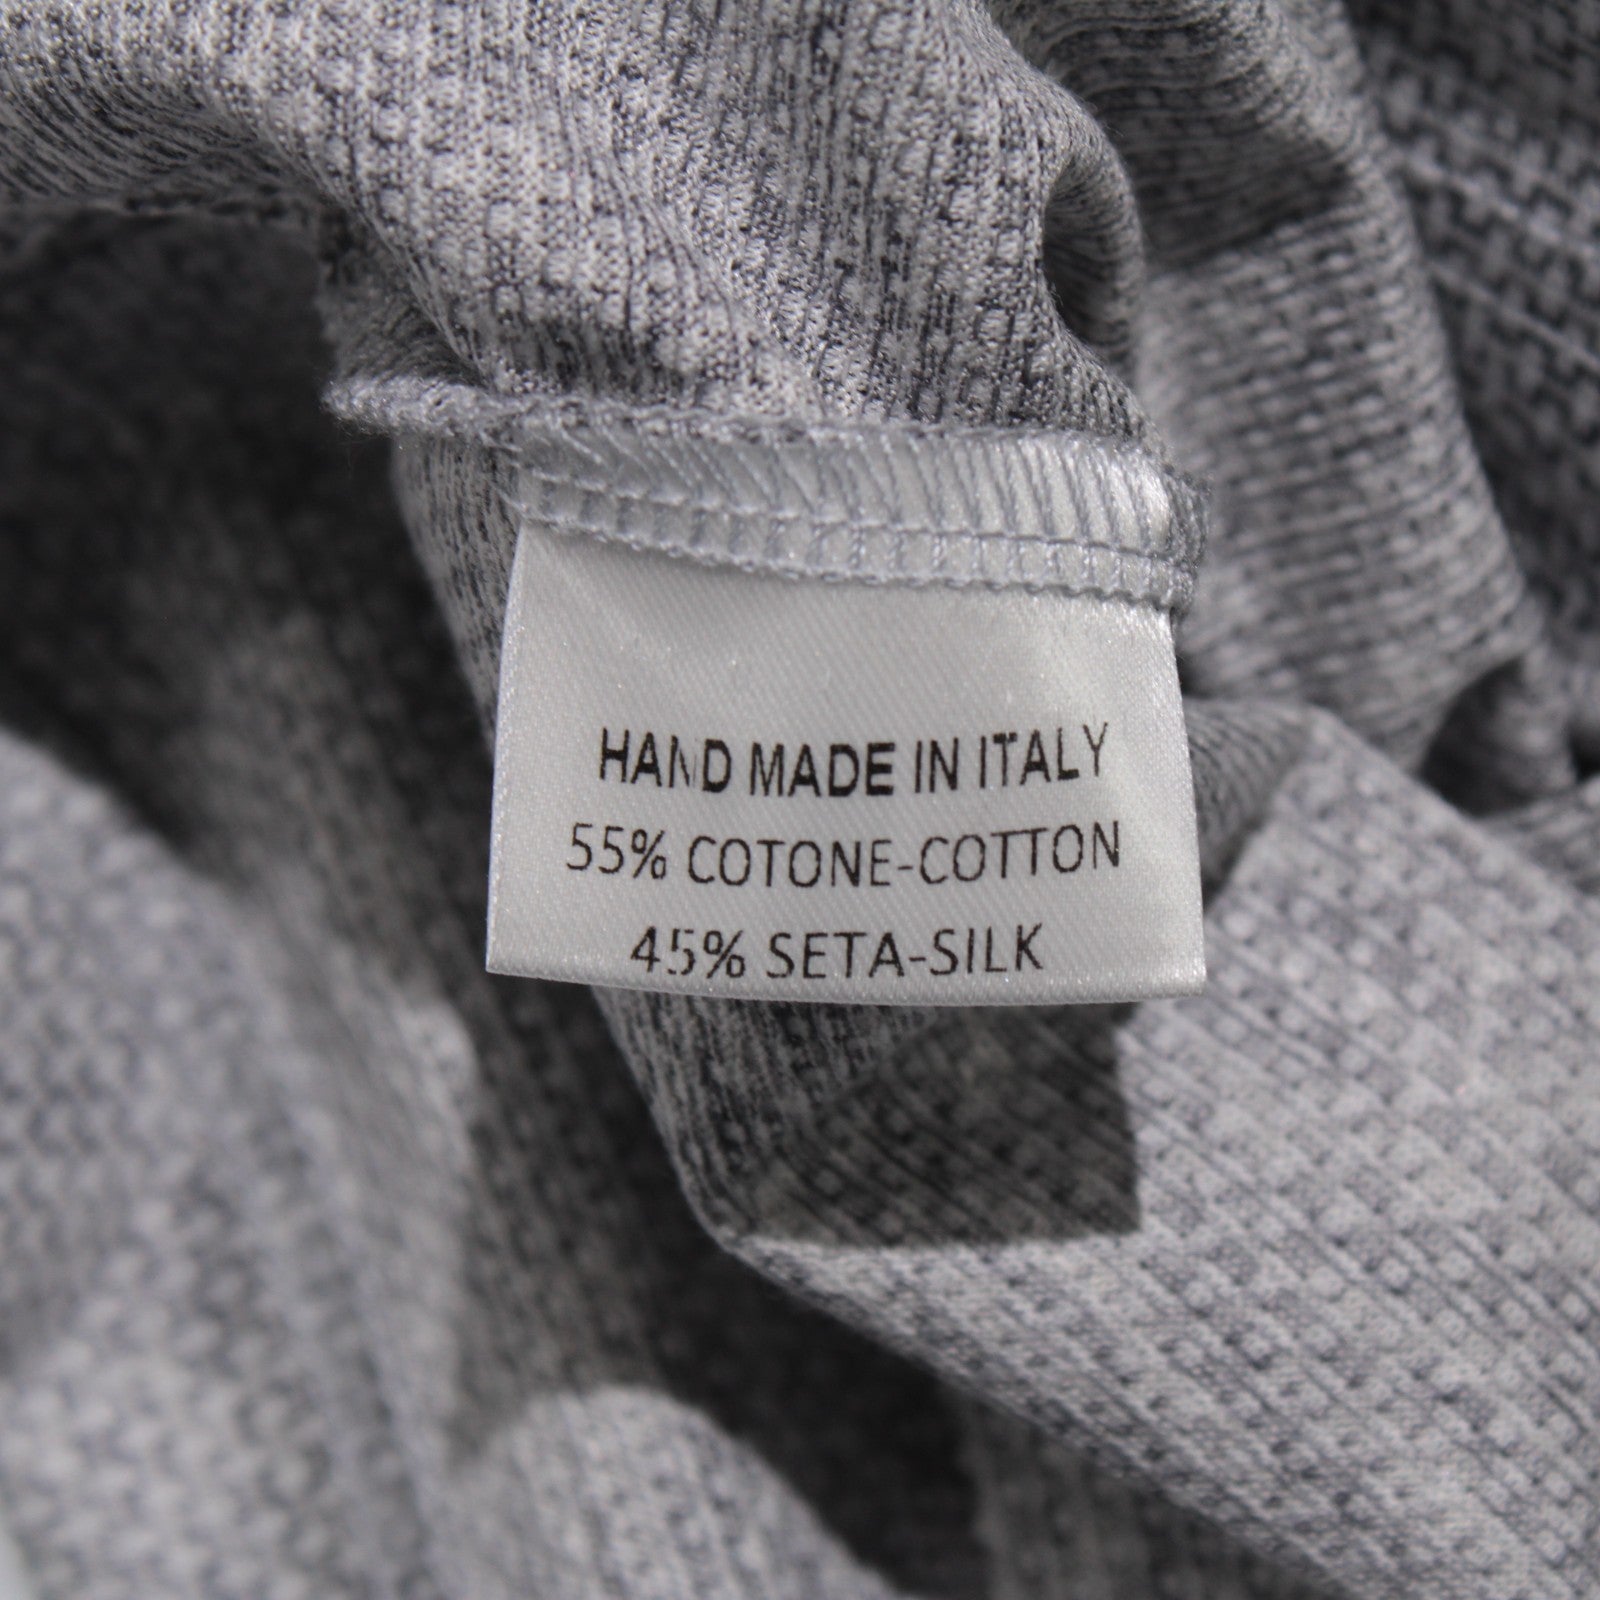 HAND MADE IN ITALY
55% COTONE-COTTON
45% SETA-SILK